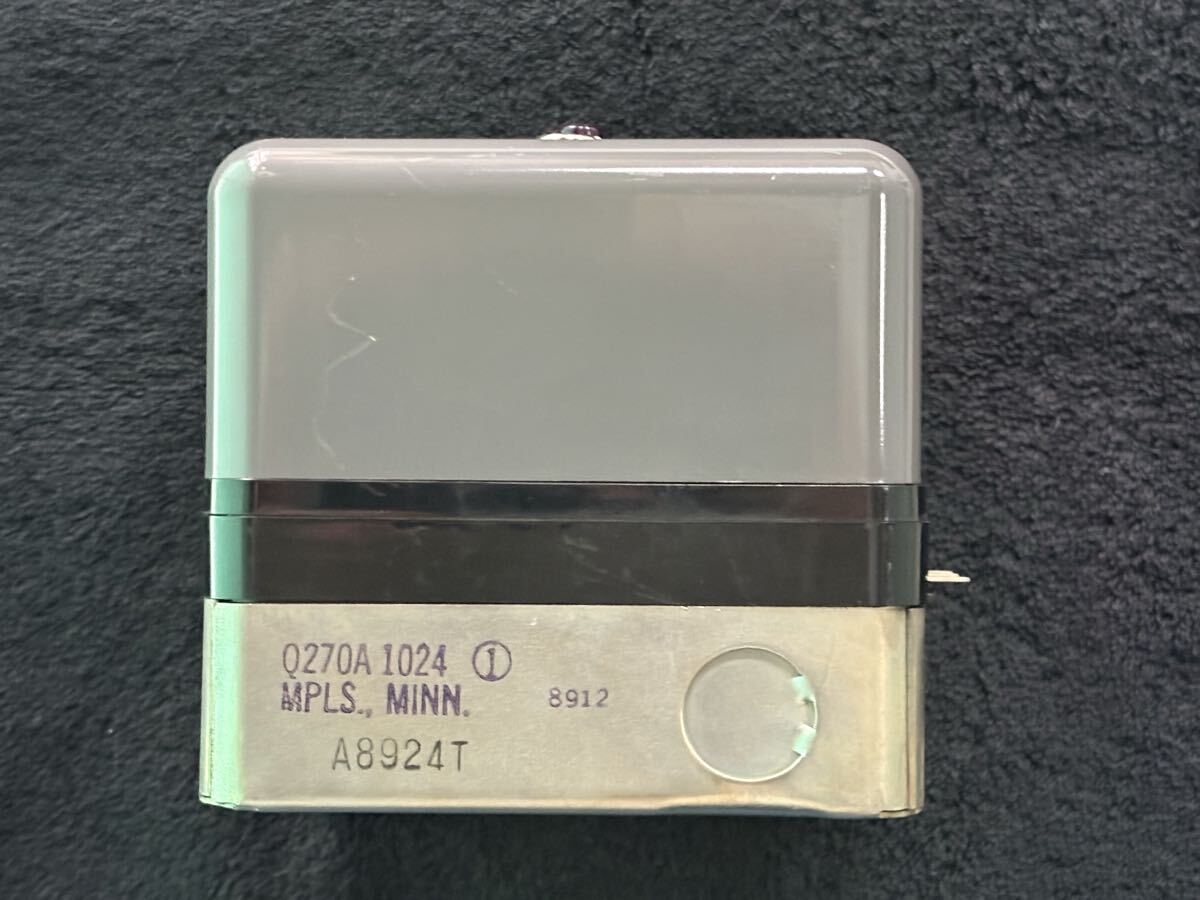 Q270A 1024 ①
MPLS., MINN.
8912
A8924T